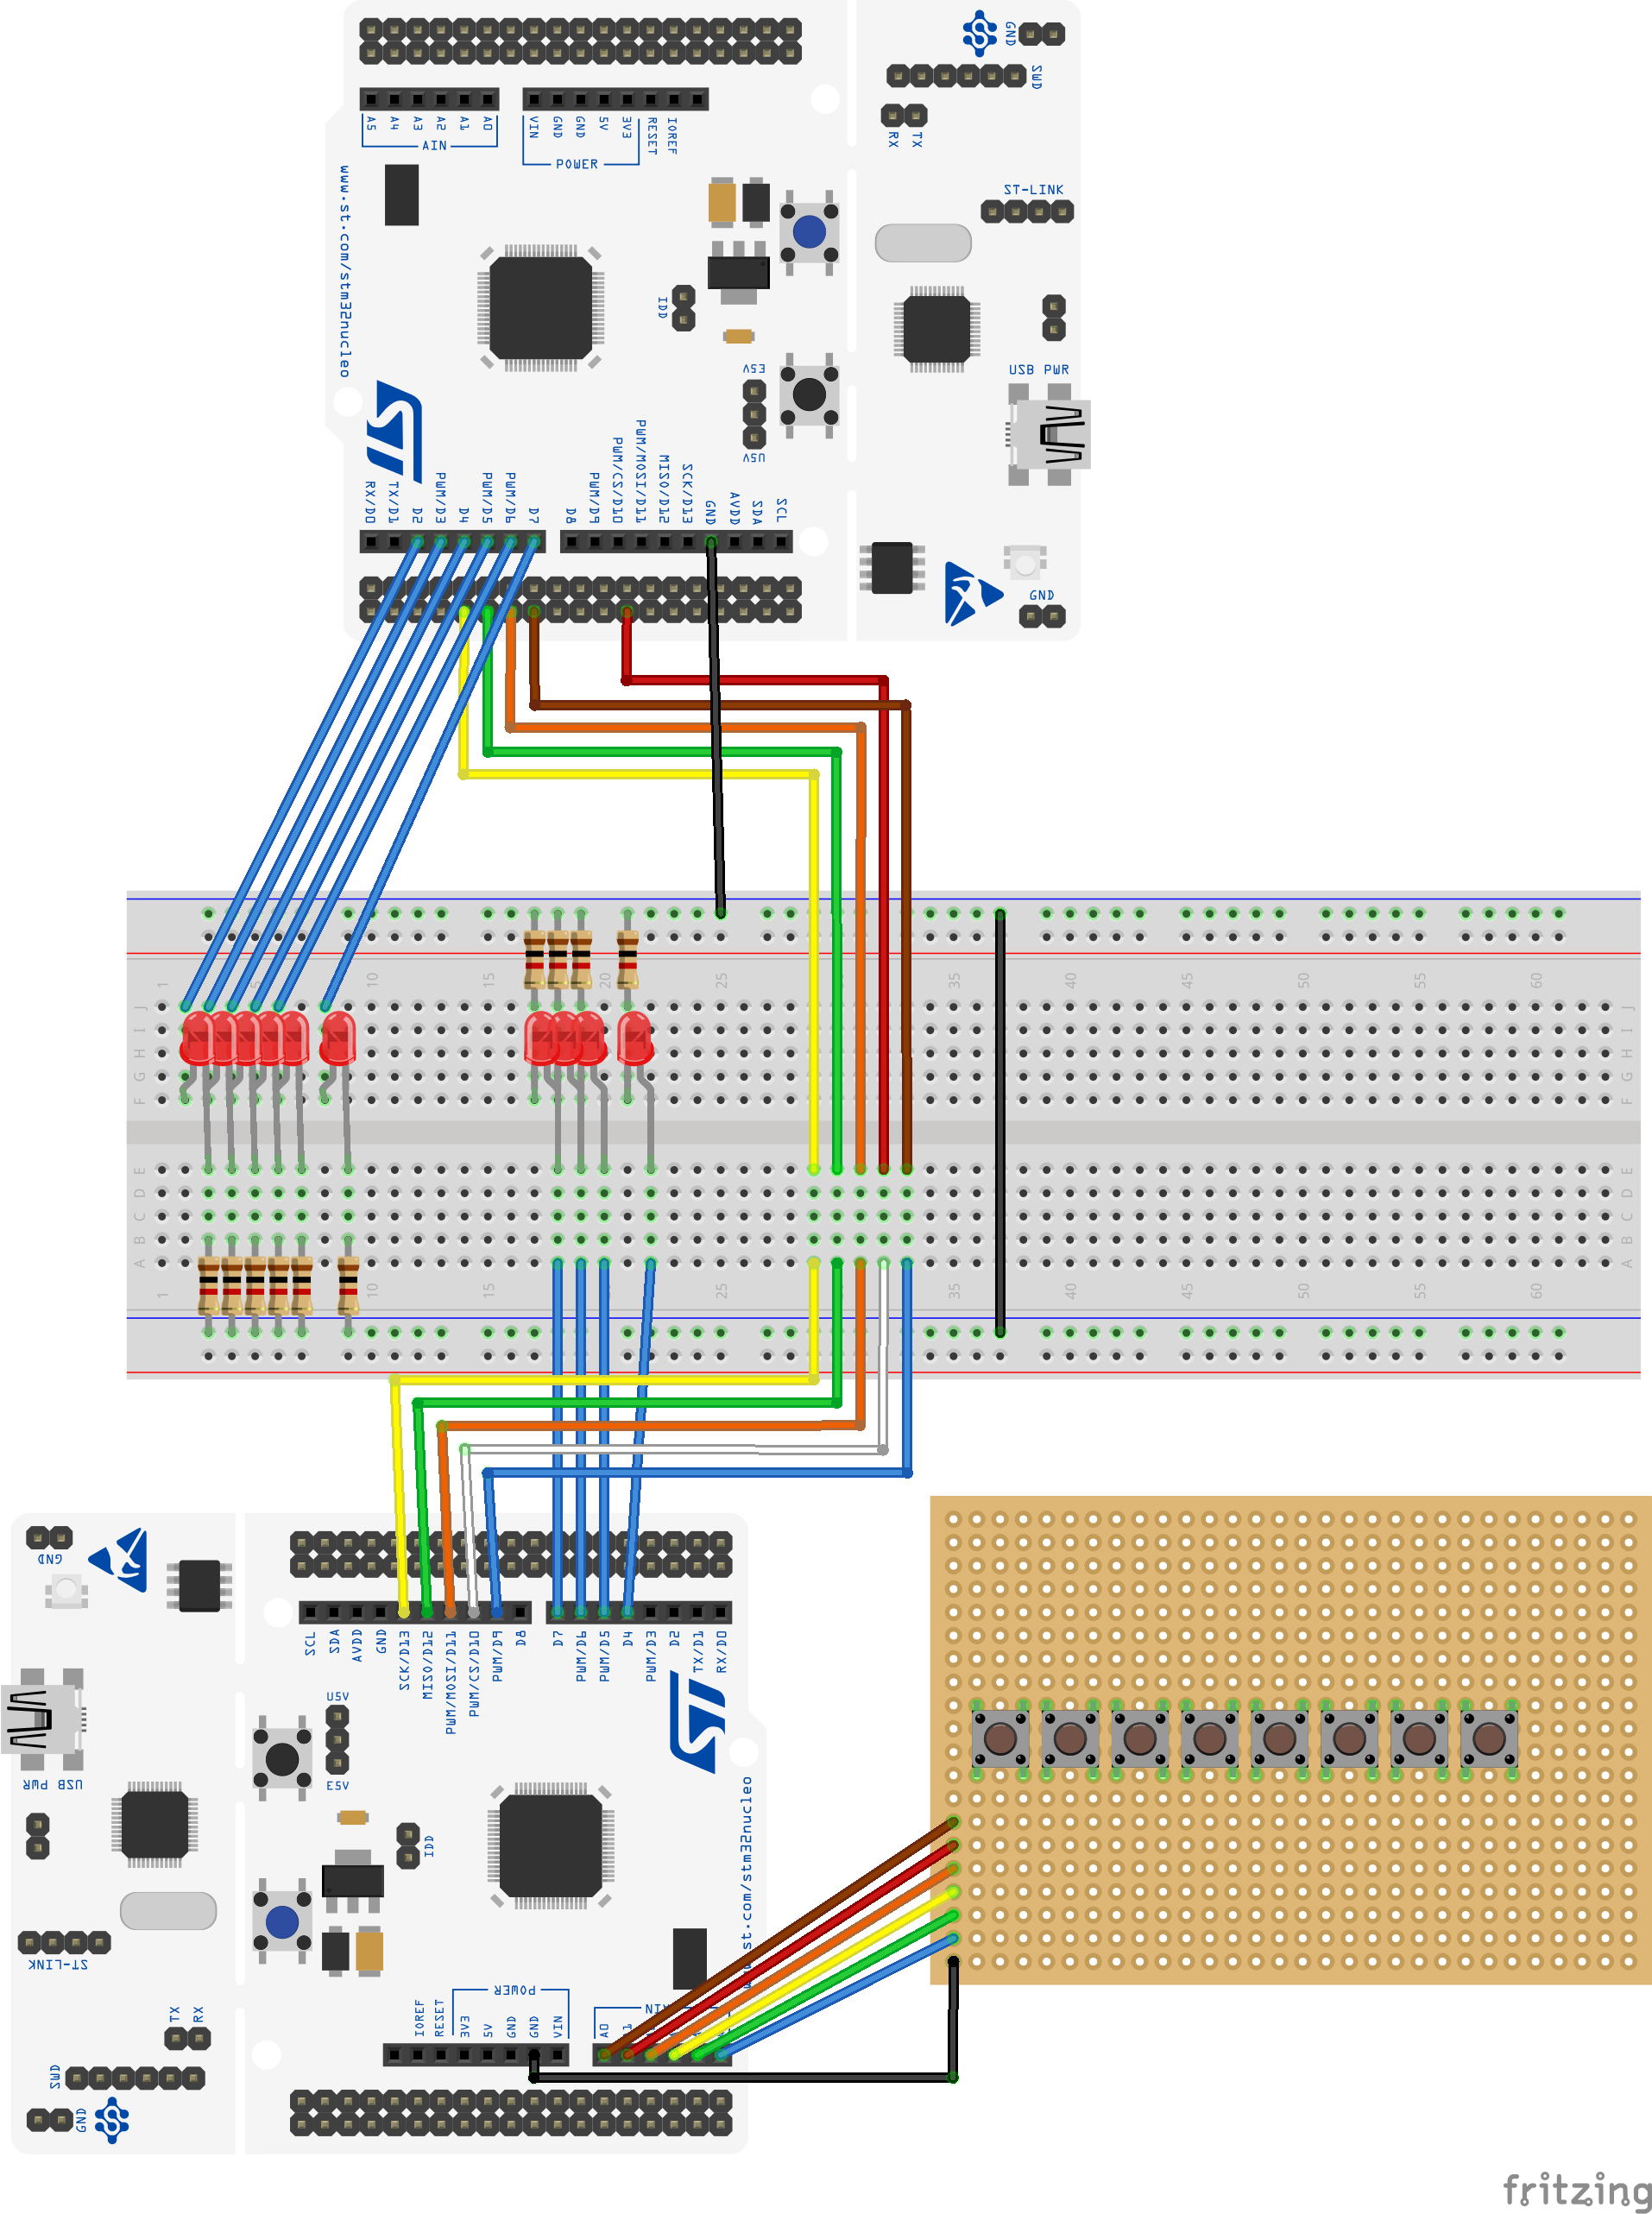 GND
SWD
RX TX
ST-LINK
A5 A4 A3 A2 A1 A0
AIN
VIN GND GND 5V 3V3 RESET IOREF
POWER
www.st.com/stm32nucleo
IDD
E5V
U5V
USB PWR
RX/D0 TX/D1 D2 PWM/D3 D4 PWM/D5 PWM/D6 D7
D8 PWM/D9 PWM/CS/D10 PWM/MOSI/D11 MISO/D12 SCK/D13 GND AVDD SDA SCL
GND
1 5 10 15 20 25 35 40 45 50 55 60
J J
I I
H H
G G
F F
E E
D D
C C
B B
A A
1 10 15 25 35 40 45 50 55 60
GND
SCL SDA AVDD GND SCK/D13 MISO/D12 PWM/MOSI/D11 PWM/CS/D10 PWM/D9 D8
D7 PWM/D6 PWM/D5 D4 PWM/D3 D2 TX/D1 RX/D0
U5V
E5V
USB PWR
IDD
st.com/stm32nucleo
ST-LINK
POWER
IOREF RESET 3V3 5V GND GND VIN
A0
TX RX
SWD
GND
fritzing